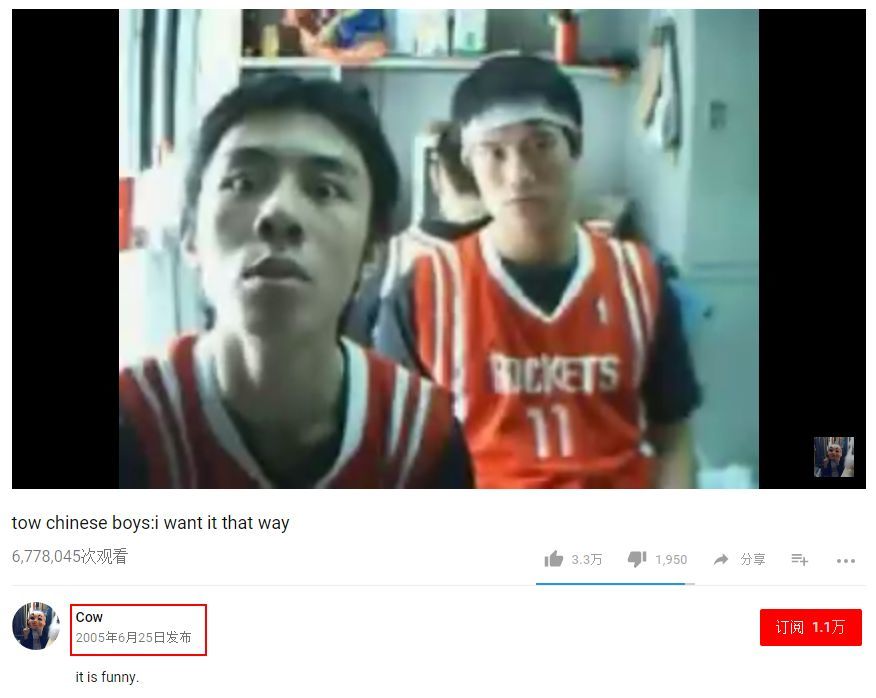 ROCKETS
11
tow chinese boys:i want it that way
6,778,045次观看
3.3万
1,950
分享
Cow
2005年6月25日发布
订阅 1.1万
it is funny.